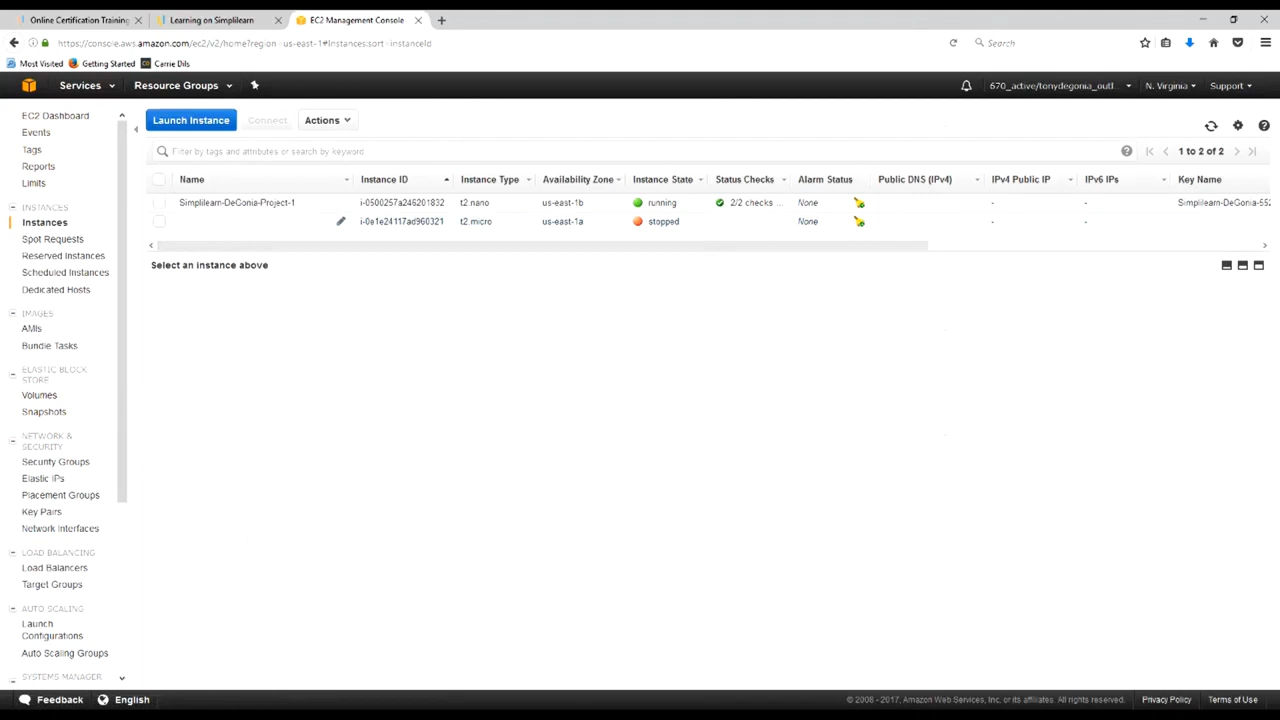 Online Certification Training
Learning on Simplilearn
EC2 Management Console
https://console.aws.amazon.com/ec2/v2/home?region=us-east-1#Instances:sort=instanceId
Search
Most Visited
Getting Started
Carrie Dils
Services
Resource Groups
670_active/tonydegonia_outl...
N. Virginia
Support
EC2 Dashboard
Events
Tags
Reports
Limits
INSTANCES
Instances
Spot Requests
Reserved Instances
Scheduled Instances
Dedicated Hosts
IMAGES
AMIs
Bundle Tasks
ELASTIC BLOCK
STORE
Volumes
Snapshots
NETWORK &
SECURITY
Security Groups
Elastic IPs
Placement Groups
Key Pairs
Network Interfaces
LOAD BALANCING
Load Balancers
Target Groups
AUTO SCALING
Launch
Configurations
Auto Scaling Groups
SYSTEMS MANAGER
Launch Instance
Connect
Actions
Filter by tags and attributes or search by keyword
1 to 2 of 2
Name Instance ID Instance Type Availability Zone Instance State Status Checks Alarm Status Public DNS (IPv4) IPv4 Public IP IPv6 IPs Key Name
Simplilearn-DeGonia-Project-1 i-0500257a246201832 t2.nano us-east-1b running 2/2 checks ... None - - Simplilearn-DeGonia-552
i-0e1e24117ad960321 t2.micro us-east-1a stopped None - -
Select an instance above
Feedback
English
© 2008 - 2017, Amazon Web Services, Inc. or its affiliates. All rights reserved.
Privacy Policy
Terms of Use